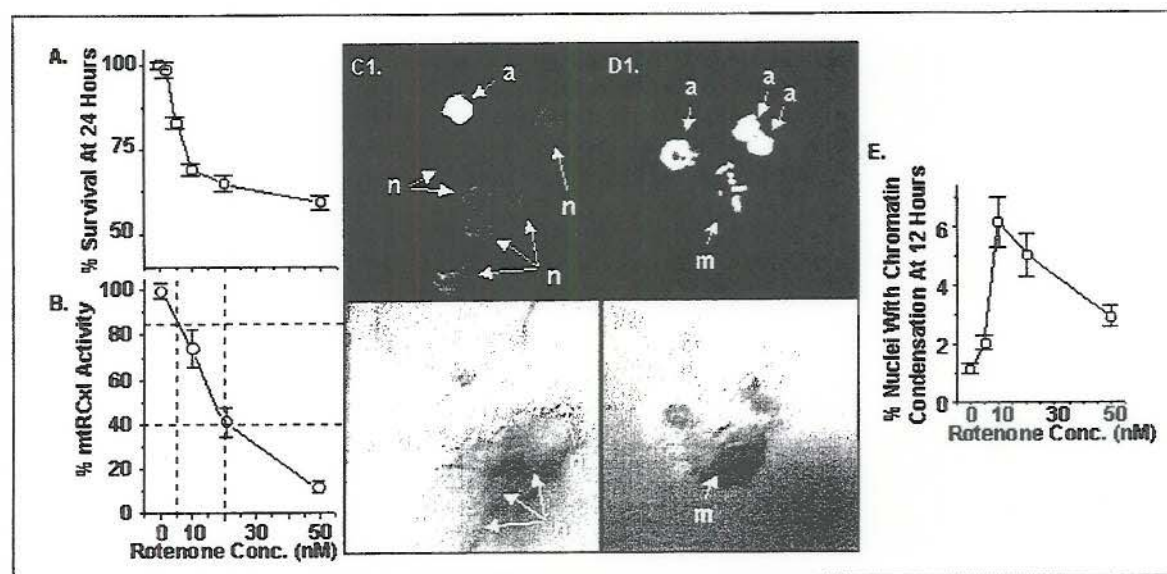 A.
% Survival At 24 Hours
100
75
50
B.
% mtRCxI Activity
100
80
60
40
20
0
0 10 30 50
Rotenone Conc. (nM)
C1.
a
n
n
n
D1.
a
a
a
m
m
E.
% Nuclei With Chromatin
Condensation At 12 Hours
6
4
2
0
0 10 30 50
Rotenone Conc. (nM)